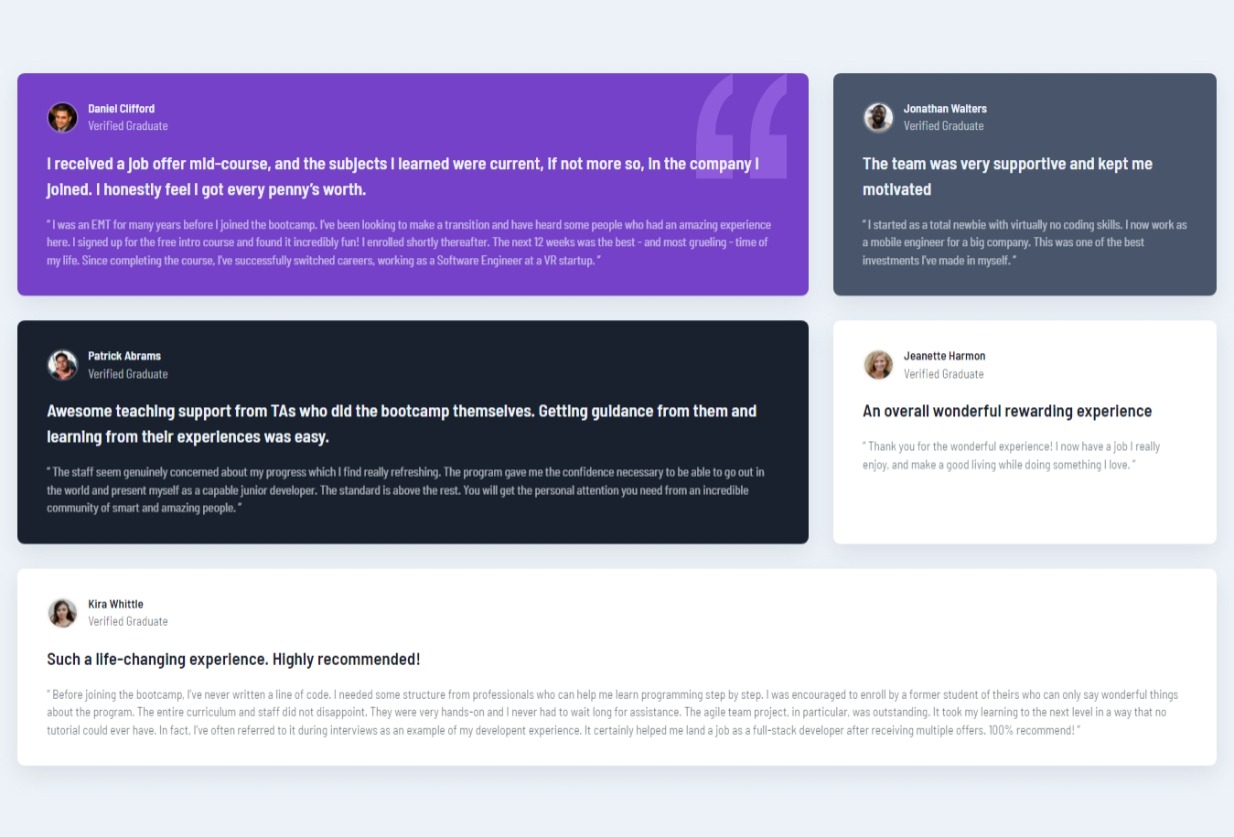 Daniel Clifford
Verified Graduate
I received a job offer mid-course, and the subjects I learned were current, if not more so, in the company I
joined. I honestly feel I got every penny’s worth.
“ I was an EMT for many years before I joined the bootcamp. I’ve been looking to make a transition and have heard some people who had an amazing experience
here. I signed up for the free intro course and found it incredibly fun! I enrolled shortly thereafter. The next 12 weeks was the best - and most grueling - time of
my life. Since completing the course, I’ve successfully switched careers, working as a Software Engineer at a VR startup. ”
Jonathan Walters
Verified Graduate
The team was very supportive and kept me
motivated
“ I started as a total newbie with virtually no coding skills. I now work as
a mobile engineer for a big company. This was one of the best
investments I’ve made in myself. ”
Patrick Abrams
Verified Graduate
Awesome teaching support from TAs who did the bootcamp themselves. Getting guidance from them and
learning from their experiences was easy.
“ The staff seem genuinely concerned about my progress which I find really refreshing. The program gave me the confidence necessary to be able to go out in
the world and present myself as a capable junior developer. The standard is above the rest. You will get the personal attention you need from an incredible
community of smart and amazing people. ”
Jeanette Harmon
Verified Graduate
An overall wonderful rewarding experience
“ Thank you for the wonderful experience! I now have a job I really
enjoy, and make a good living while doing something I love. ”
Kira Whittle
Verified Graduate
Such a life-changing experience. Highly recommended!
“ Before joining the bootcamp, I’ve never written a line of code. I needed some structure from professionals who can help me learn programming step by step. I was encouraged to enroll by a former student of theirs who can only say wonderful things
about the program. The entire curriculum and staff did not disappoint. They were very hands-on and I never had to wait long for assistance. The agile team project, in particular, was outstanding. It took my learning to the next level in a way that no
tutorial could ever have. In fact, I’ve often referred to it during interviews as an example of my developent experience. It certainly helped me land a job as a full-stack developer after receiving multiple offers. 100% recommend! ”